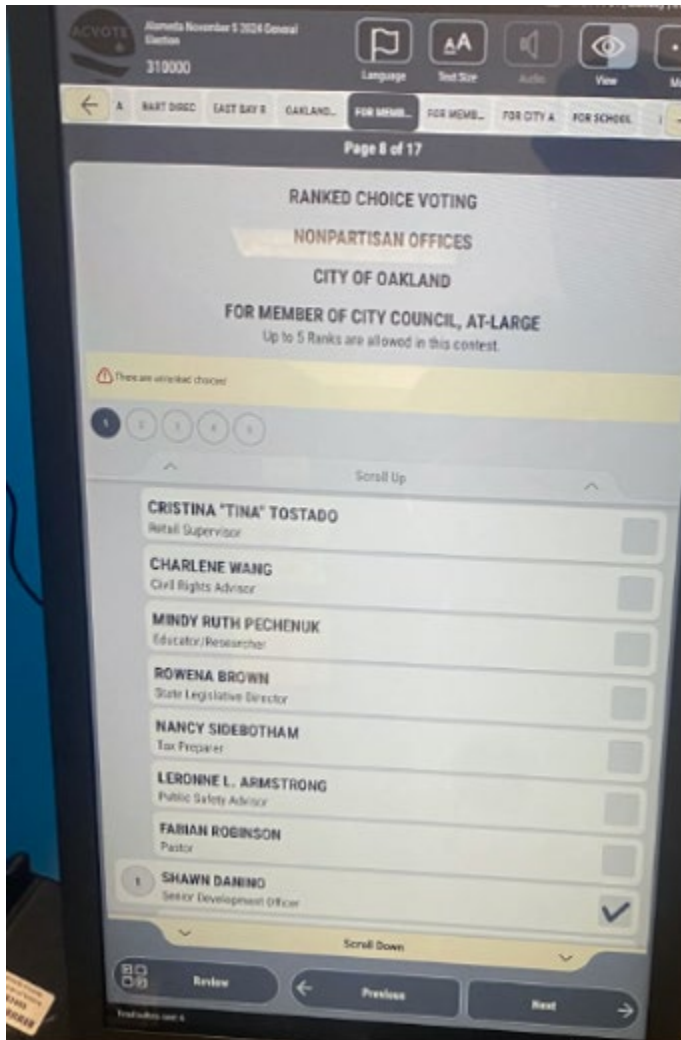 ACVOTE
Alameda November 5 2024 General
Election
310000
Language
Text Size
Audio
View
A
BART DIREC
EAST BAY R
OAKLAND...
FOR MEMB...
FOR MEMB...
FOR CITY A
FOR SCHOOL
Page 8 of 17
RANKED CHOICE VOTING
NONPARTISAN OFFICES
CITY OF OAKLAND
FOR MEMBER OF CITY COUNCIL, AT-LARGE
Up to 5 Ranks are allowed in this contest.
There are unranked choices!
1 2 3 4 5
Scroll Up
CRISTINA "TINA" TOSTADO
Retail Supervisor
CHARLENE WANG
Civil Rights Advisor
MINDY RUTH PECHENUK
Educator/Researcher
ROWENA BROWN
State Legislative Director
NANCY SIDEBOTHAM
Tax Preparer
LERONNE L. ARMSTRONG
Public Safety Advisor
FABIAN ROBINSON
Pastor
1 SHAWN DANINO
Senior Development Officer
Scroll Down
Review
Previous
Next